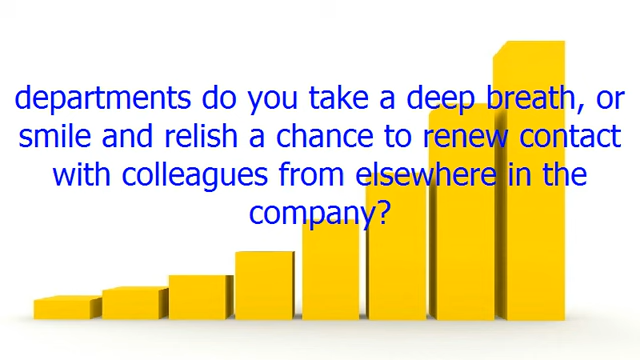 departments do you take a deep breath, or
smile and relish a chance to renew contact
with colleagues from elsewhere in the
company?